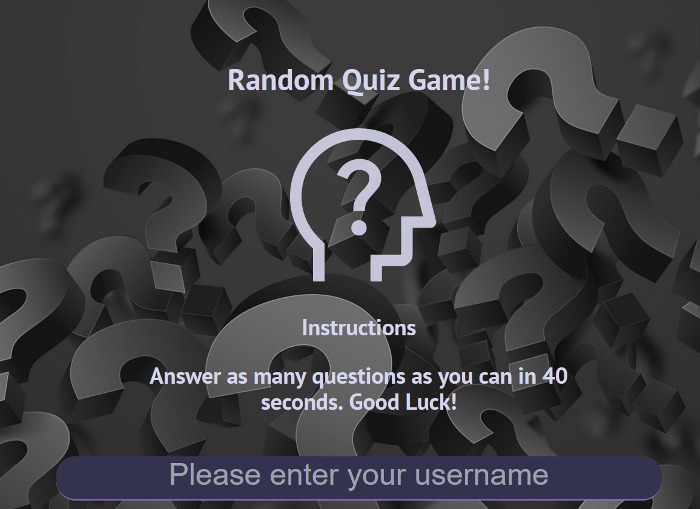 Random Quiz Game!
?
Instructions
Answer as many questions as you can in 40
seconds. Good Luck!
Please enter your username